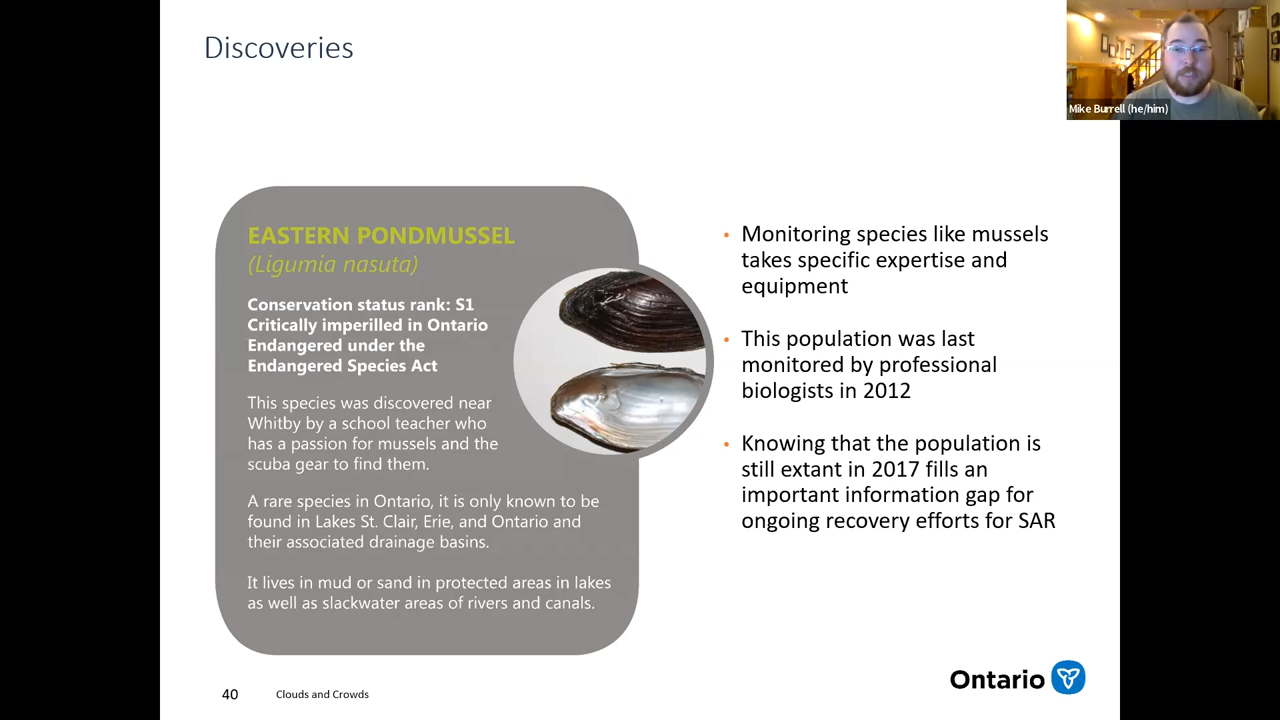 Discoveries
Mike Burrell (he/him)
EASTERN PONDMUSSEL
(Ligumia nasuta)
Conservation status rank: S1
Critically imperilled in Ontario
Endangered under the
Endangered Species Act
This species was discovered near
Whitby by a school teacher who
has a passion for mussels and the
scuba gear to find them.
A rare species in Ontario, it is only known to be
found in Lakes St. Clair, Erie, and Ontario and
their associated drainage basins.
It lives in mud or sand in protected areas in lakes
as well as slackwater areas of rivers and canals.
• Monitoring species like mussels
takes specific expertise and
equipment
• This population was last
monitored by professional
biologists in 2012
• Knowing that the population is
still extant in 2017 fills an
important information gap for
ongoing recovery efforts for SAR
Ontario
40 Clouds and Crowds